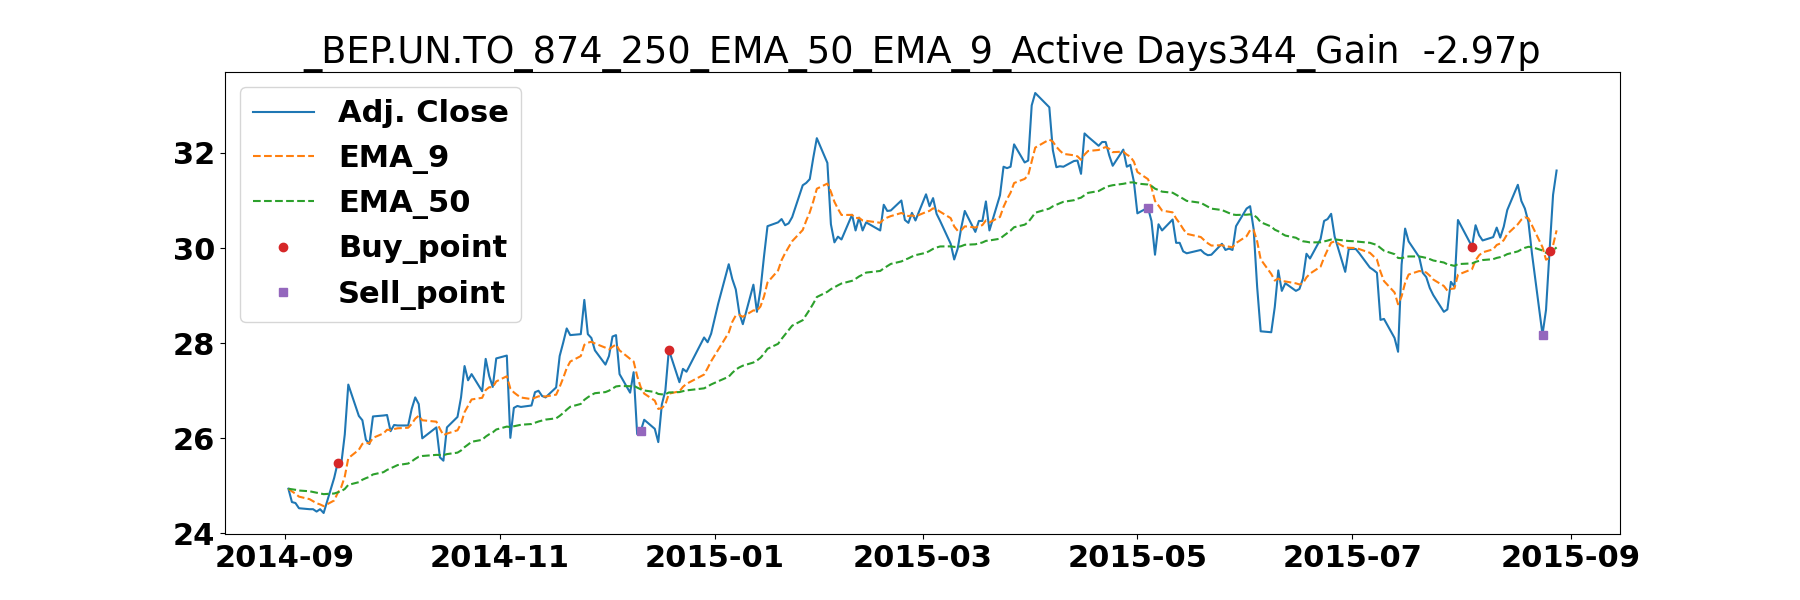 _BEP.UN.TO_874_250_EMA_50_EMA_9_Active Days344_Gain  -2.97p
Adj. Close
EMA_9
EMA_50
Buy_point
Sell_point
32
30
28
26
24
2014-09 2014-11 2015-01 2015-03 2015-05 2015-07 2015-09